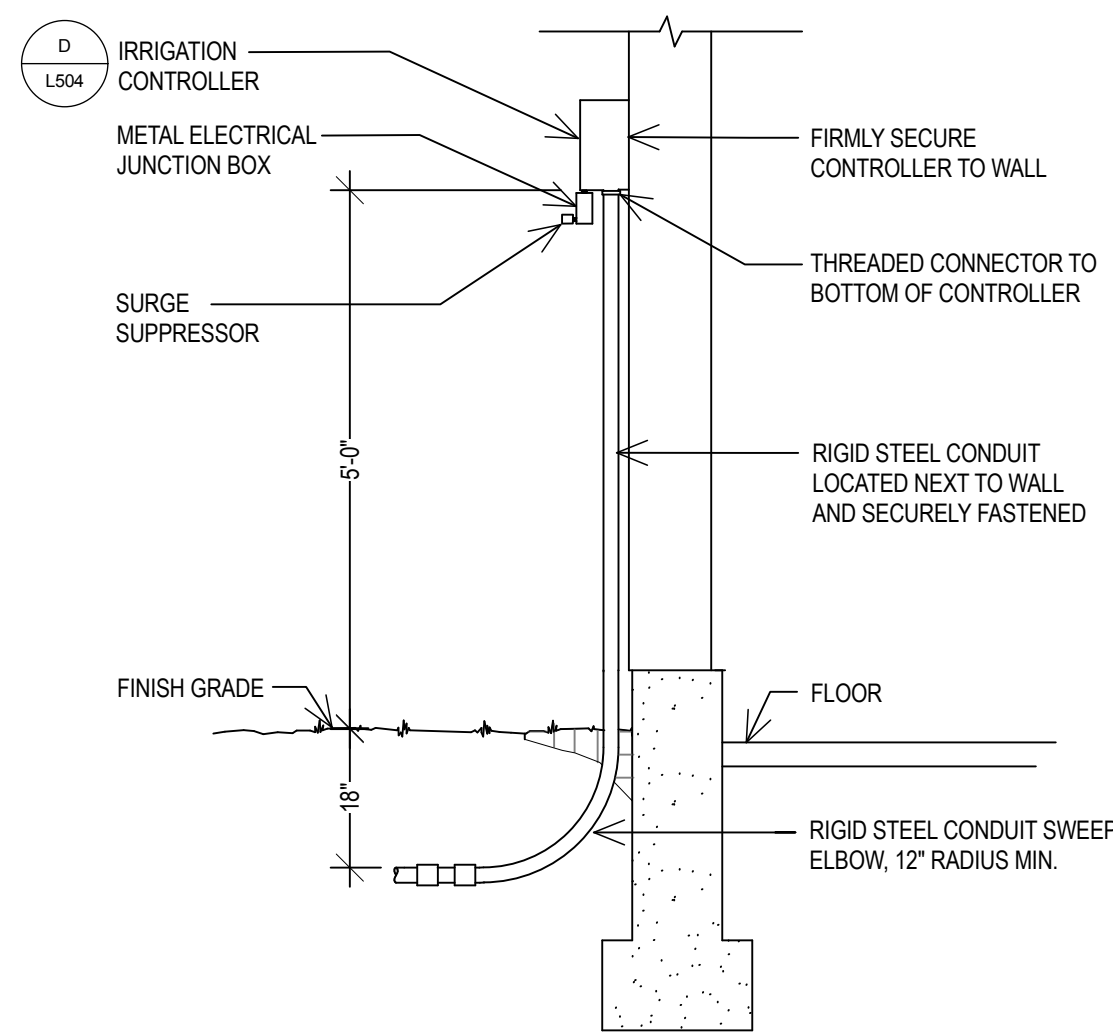 D
L504
IRRIGATION
CONTROLLER
METAL ELECTRICAL
JUNCTION BOX
SURGE
SUPPRESSOR
FIRMLY SECURE
CONTROLLER TO WALL
THREADED CONNECTOR TO
BOTTOM OF CONTROLLER
5'-0"
RIGID STEEL CONDUIT
LOCATED NEXT TO WALL
AND SECURELY FASTENED
FINISH GRADE
FLOOR
18"
RIGID STEEL CONDUIT SWEEP
ELBOW, 12" RADIUS MIN.